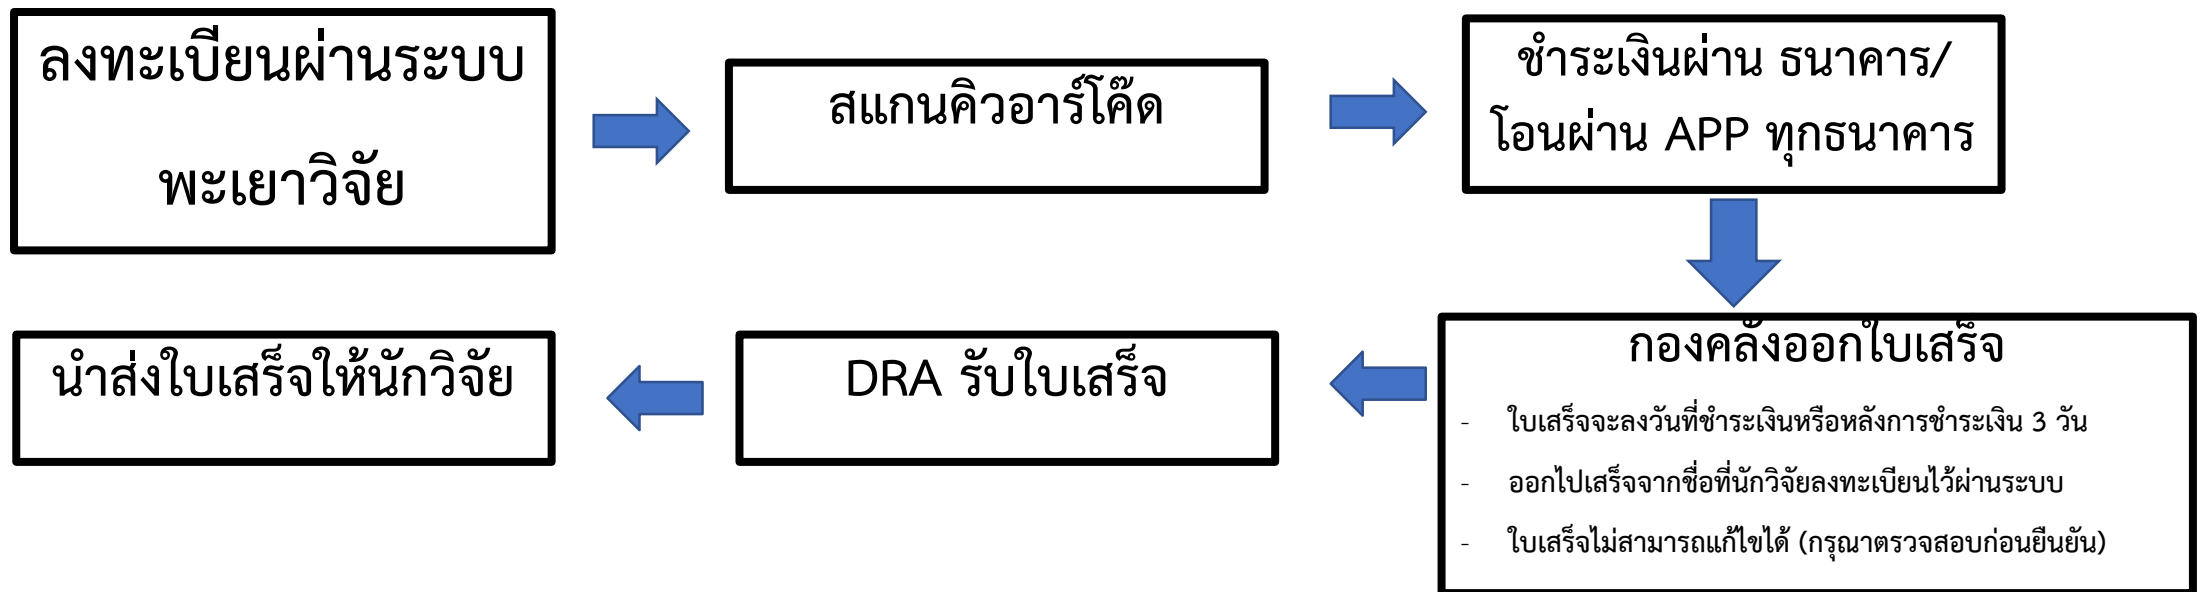 ลงทะเบียนผ่านระบบ
พะเยาวิจัย
สแกนคิวอาร์โค๊ด
ชำระเงินผ่าน ธนาคาร/
โอนผ่าน APP ทุกธนาคาร
กองคลังออกใบเสร็จ
- ใบเสร็จจะลงวันที่ชำระเงินหรือหลังการชำระเงิน 3 วัน
- ออกไปเสร็จจากชื่อที่นักวิจัยลงทะเบียนไว้ผ่านระบบ
- ใบเสร็จไม่สามารถแก้ไขได้ (กรุณาตรวจสอบก่อนยืนยัน)
DRA รับใบเสร็จ
นำส่งใบเสร็จให้นักวิจัย